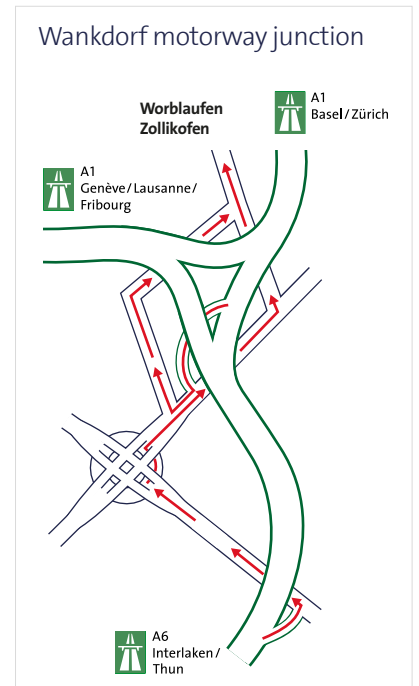 Wankdorf motorway junction
Worblaufen
Zollikofen
A1
Basel/Zürich
A1
Genève/Lausanne/
Fribourg
A6
Interlaken/
Thun